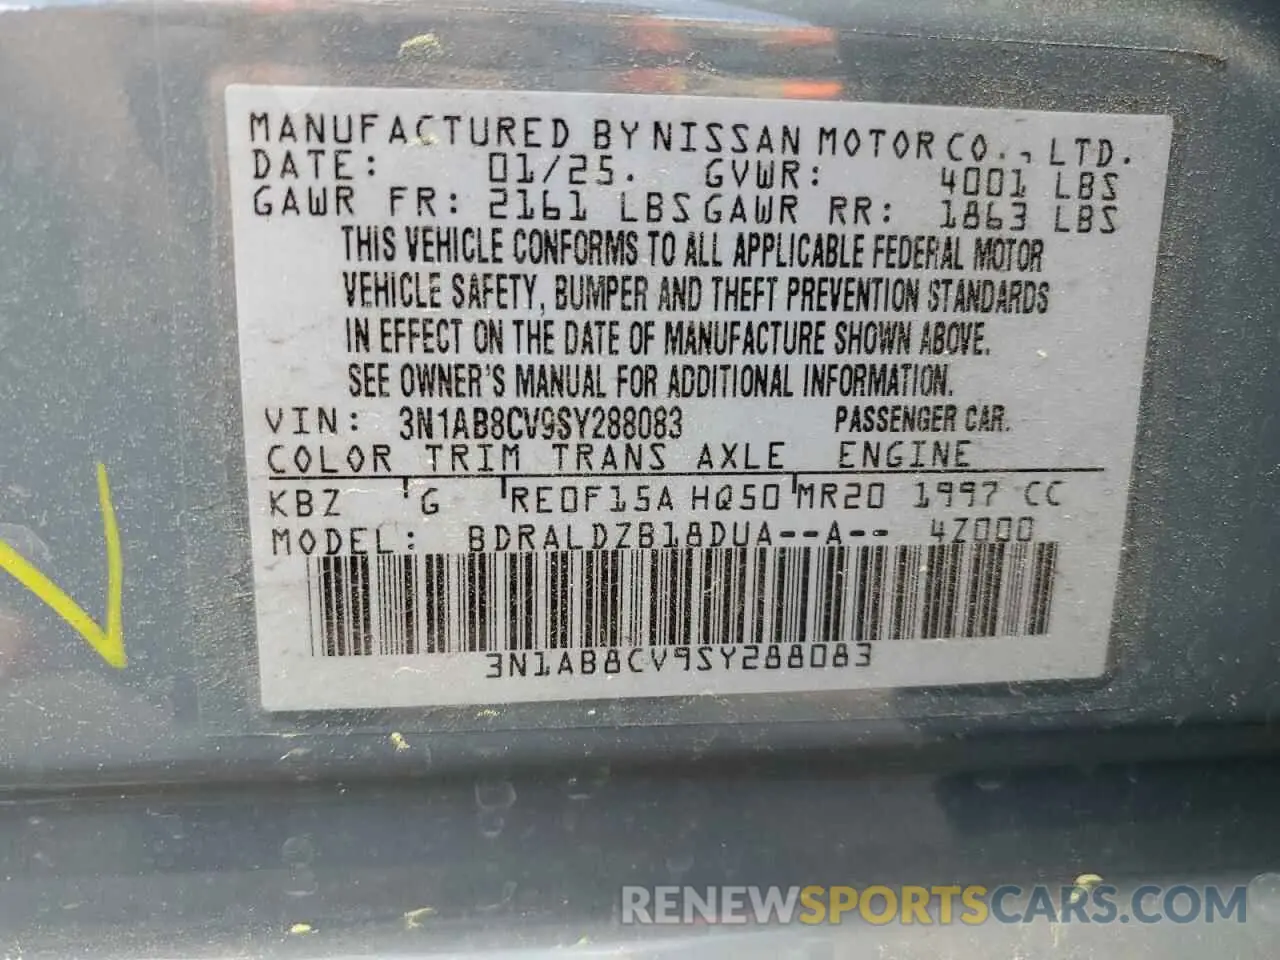 MANUFACTURED BY NISSAN MOTOR CO., LTD.
DATE: 01/25. GVWR: 4001 LBS
GAWR FR: 2161 LBS GAWR RR: 1863 LBS
THIS VEHICLE CONFORMS TO ALL APPLICABLE FEDERAL MOTOR
VEHICLE SAFETY, BUMPER AND THEFT PREVENTION STANDARDS
IN EFFECT ON THE DATE OF MANUFACTURE SHOWN ABOVE.
SEE OWNER'S MANUAL FOR ADDITIONAL INFORMATION.
VIN: 3N1AB8CV9SY288083 PASSENGER CAR.
COLOR TRIM TRANS AXLE ENGINE
KBZ G RE0F15A HQ50 MR20 1997 CC
MODEL: BDRALDZB18DUA--A-- 4Z000
3N1AB8CV9SY288083
RENEWSPORTSCARS.COM